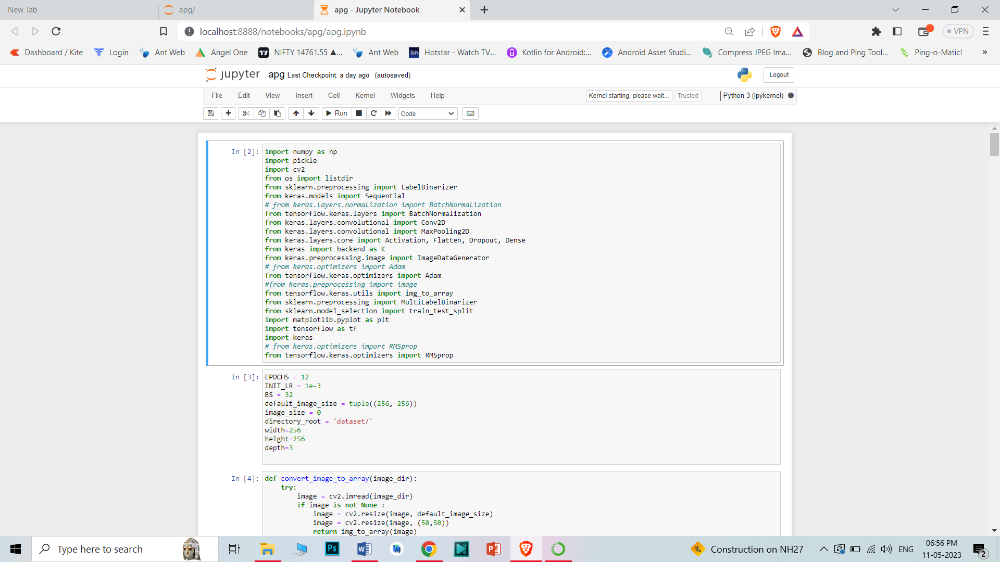 New Tab
apg/
apg - Jupyter Notebook
localhost:8888/notebooks/apg/apg.ipynb
VPN
Dashboard / Kite
Login
Ant Web
Angel One
NIFTY 14761.55 ▲...
Ant Web
Hotstar - Watch TV...
Kotlin for Android:...
Android Asset Studi...
Compress JPEG Ima...
Blog and Ping Tool...
Ping-o-Matic!
»
jupyter apg Last Checkpoint: a day ago (autosaved)
Logout
File Edit View Insert Cell Kernel Widgets Help
Kernel starting, please wait...
Trusted
Python 3 (ipykernel)
Run
Code
In [2]:
import numpy as np
import pickle
import cv2
from os import listdir
from sklearn.preprocessing import LabelBinarizer
from keras.models import Sequential
# from keras.layers.normalization import BatchNormalization
from tensorflow.keras.layers import BatchNormalization
from keras.layers.convolutional import Conv2D
from keras.layers.convolutional import MaxPooling2D
from keras.layers.core import Activation, Flatten, Dropout, Dense
from keras import backend as K
from keras.preprocessing.image import ImageDataGenerator
# from keras.optimizers import Adam
from tensorflow.keras.optimizers import Adam
#from keras.preprocessing import image
from tensorflow.keras.utils import img_to_array
from sklearn.preprocessing import MultiLabelBinarizer
from sklearn.model_selection import train_test_split
import matplotlib.pyplot as plt
import tensorflow as tf
import keras
# from keras.optimizers import RMSprop
from tensorflow.keras.optimizers import RMSprop
In [3]:
EPOCHS = 12
INIT_LR = 1e-3
BS = 32
default_image_size = tuple((256, 256))
image_size = 0
directory_root = 'dataset/'
width=256
height=256
depth=3
In [4]:
def convert_image_to_array(image_dir):
    try:
        image = cv2.imread(image_dir)
        if image is not None :
            image = cv2.resize(image, default_image_size)
            image = cv2.resize(image, (50,50))
            return img_to_array(image)
Type here to search
Ps
Construction on NH27
ENG
06:56 PM
11-05-2023
2